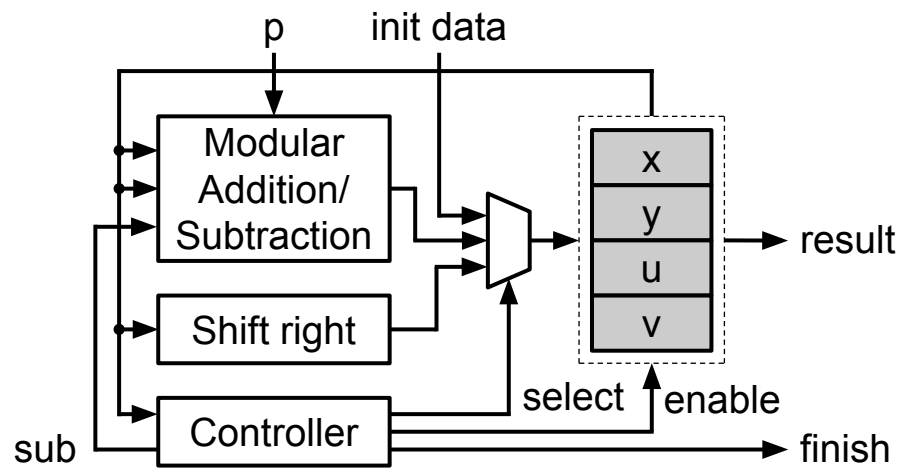 p
init data
Modular
Addition/
Subtraction
x
y
u
v
result
Shift right
select
enable
Controller
sub
finish